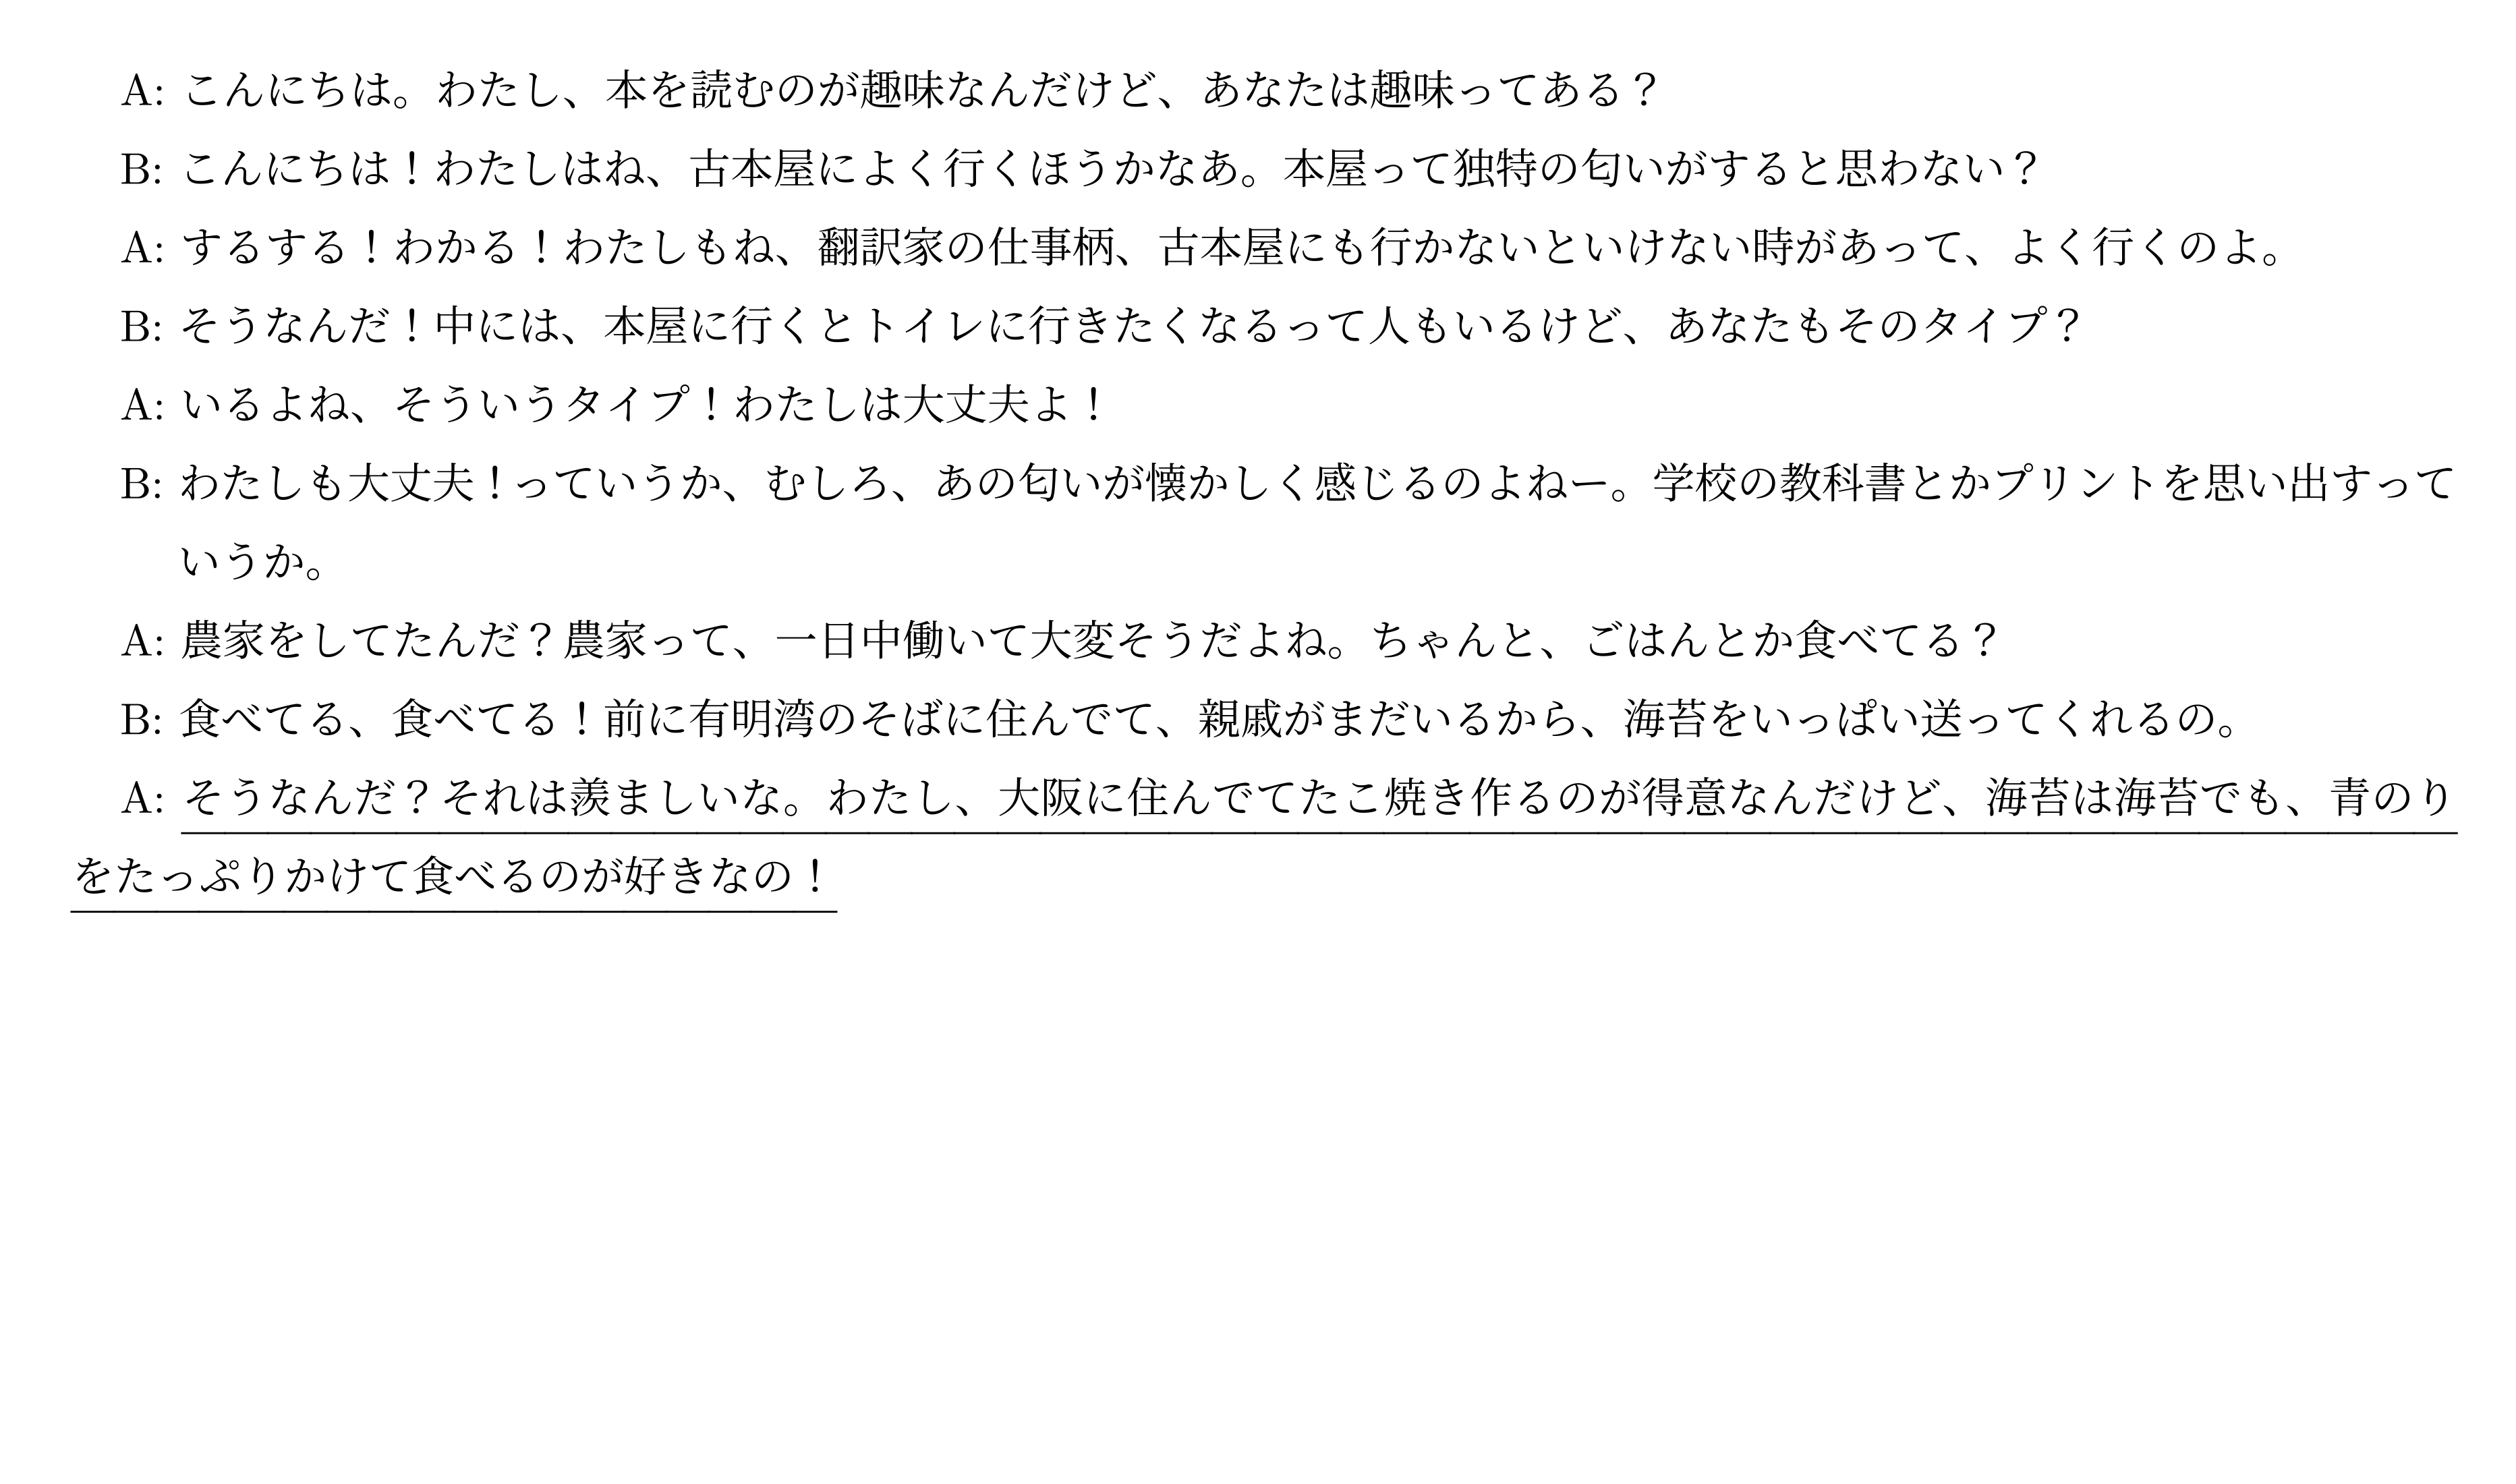 A: こんにちは。わたし、本を読むのが趣味なんだけど、あなたは趣味ってある？
B: こんにちは！わたしはね、古本屋によく行くほうかなあ。本屋って独特の匂いがすると思わない？
A: するする！わかる！わたしもね、翻訳家の仕事柄、古本屋にも行かないといけない時があって、よく行くのよ。
B: そうなんだ！中には、本屋に行くとトイレに行きたくなるって人もいるけど、あなたもそのタイプ？
A: いるよね、そういうタイプ！わたしは大丈夫よ！
B: わたしも大丈夫！っていうか、むしろ、あの匂いが懐かしく感じるのよねー。学校の教科書とかプリントを思い出すって
いうか。
A: 農家をしてたんだ？農家って、一日中働いて大変そうだよね。ちゃんと、ごはんとか食べてる？
B: 食べてる、食べてる！前に有明湾のそばに住んでて、親戚がまだいるから、海苔をいっぱい送ってくれるの。
A: そうなんだ？それは羨ましいな。わたし、大阪に住んでてたこ焼き作るのが得意なんだけど、海苔は海苔でも、青のり
をたっぷりかけて食べるのが好きなの！